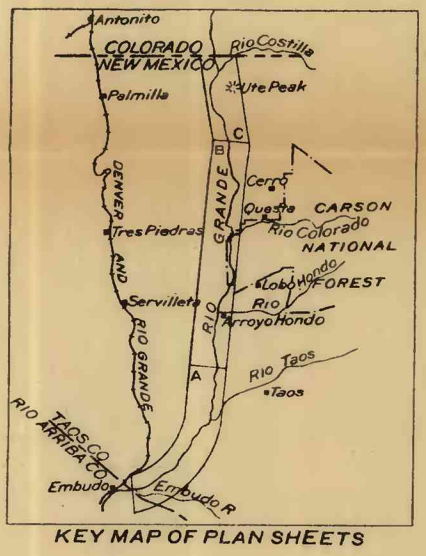 Antonito
COLORADO
NEW MEXICO
Rio Costilla
Ute Peak
Palmilla
C
B
Cerro
Questa
CARSON
Rio Colorado
NATIONAL
Tres Piedras
DENVER AND RIO GRANDE
RIO GRANDE
Lobo
FOREST
Rio Hondo
Servilleta
Arroyo Hondo
A
Rio Taos
Taos
TAOS CO
RIO ARRIBA CO
Embudo
Embudo R
KEY MAP OF PLAN SHEETS